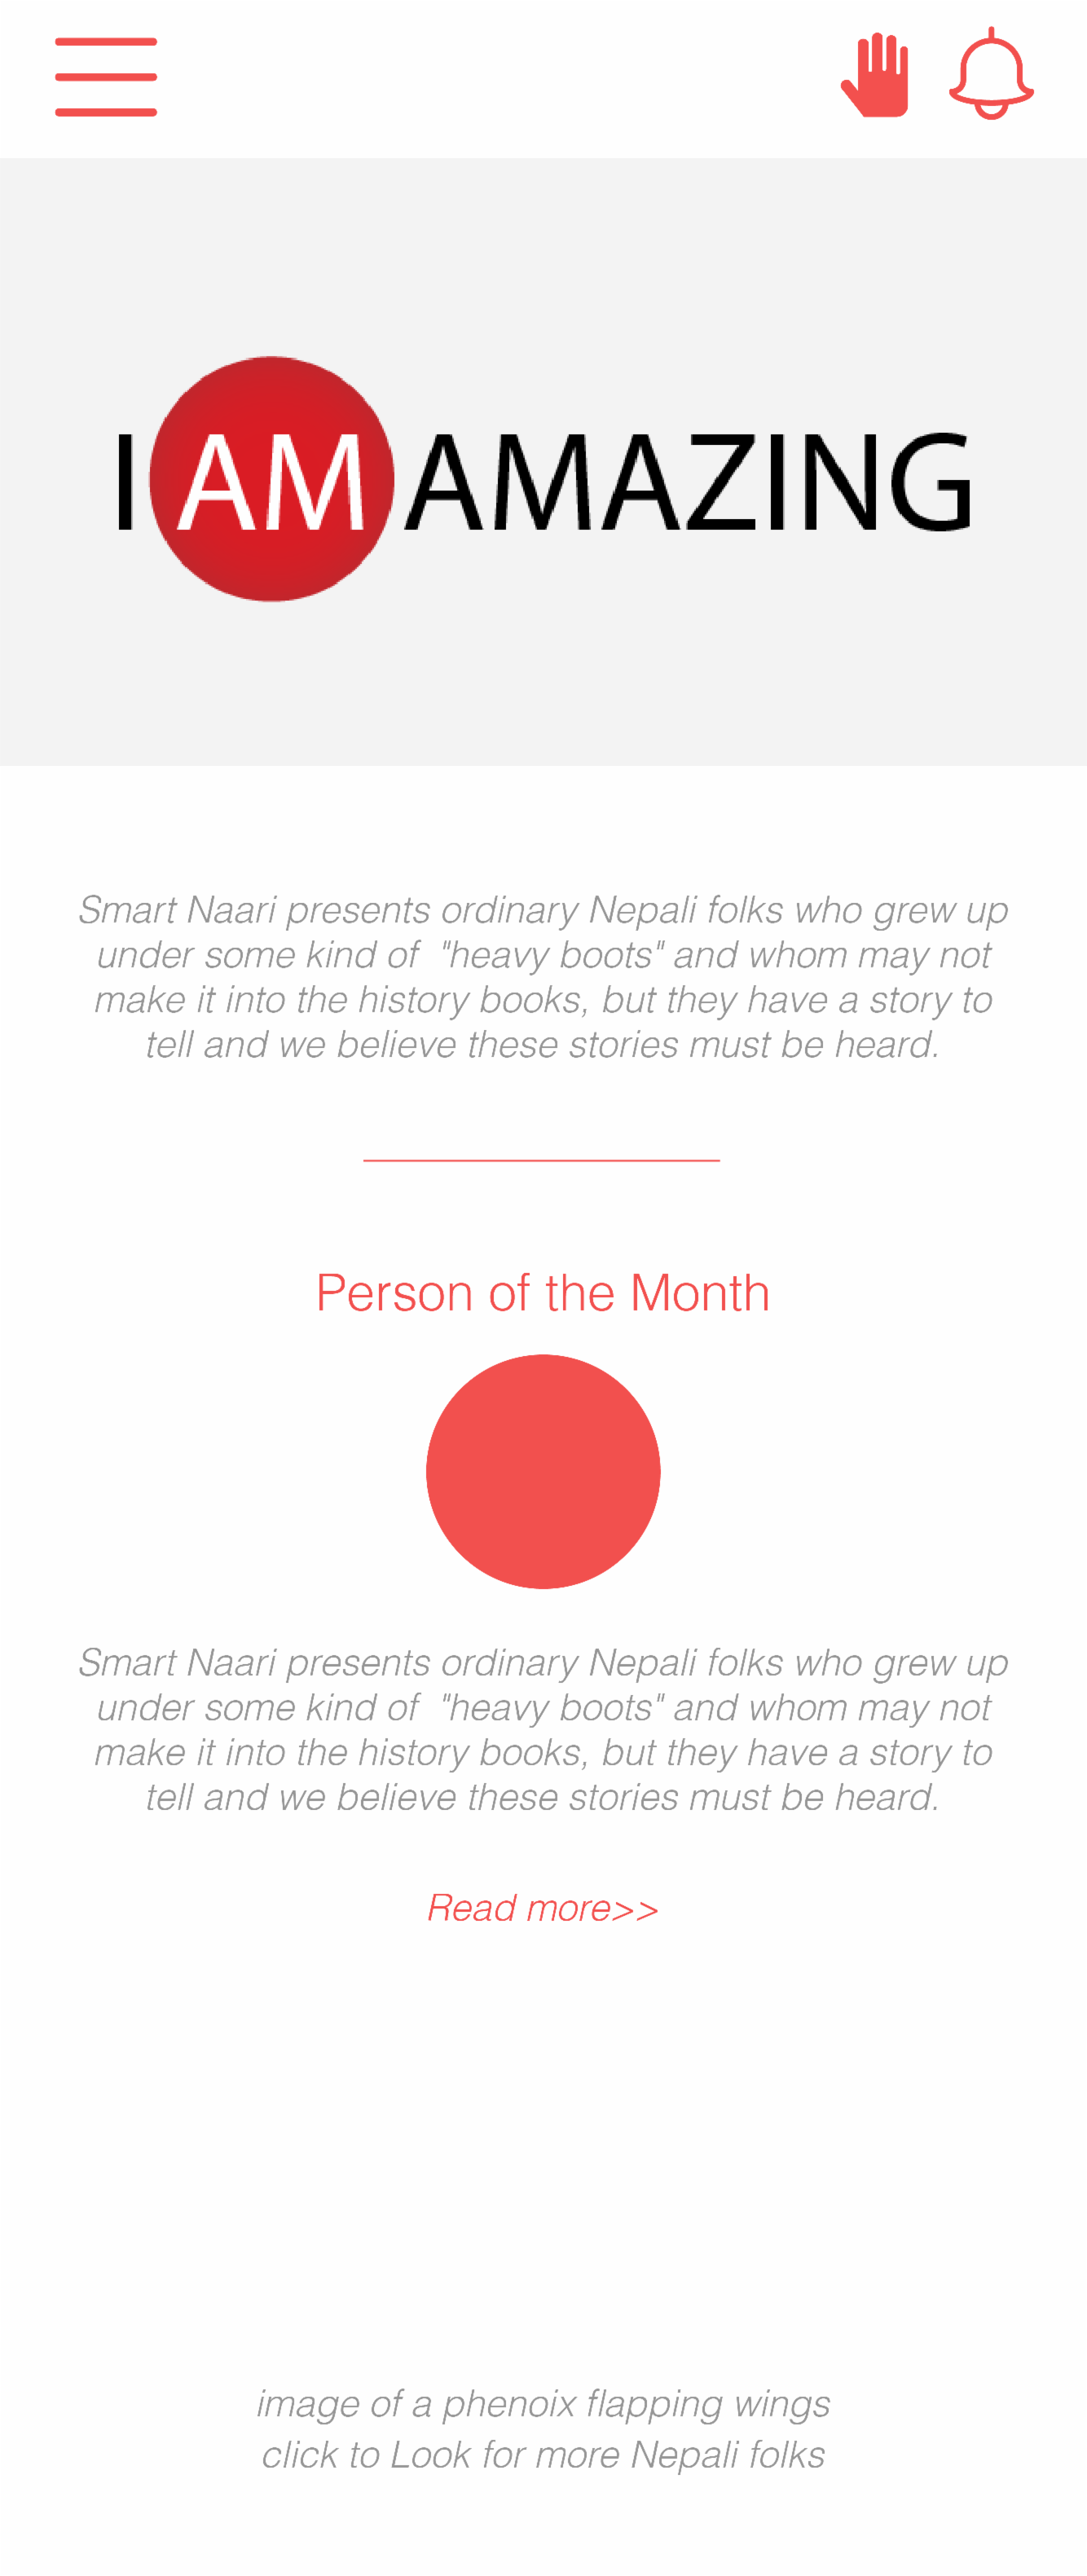 I AM AMAZING
Smart Naari presents ordinary Nepali folks who grew up
under some kind of "heavy boots" and whom may not
make it into the history books, but they have a story to
tell and we believe these stories must be heard.
Person of the Month
Smart Naari presents ordinary Nepali folks who grew up
under some kind of "heavy boots" and whom may not
make it into the history books, but they have a story to
tell and we believe these stories must be heard.
Read more>>
image of a phenoix flapping wings
click to Look for more Nepali folks